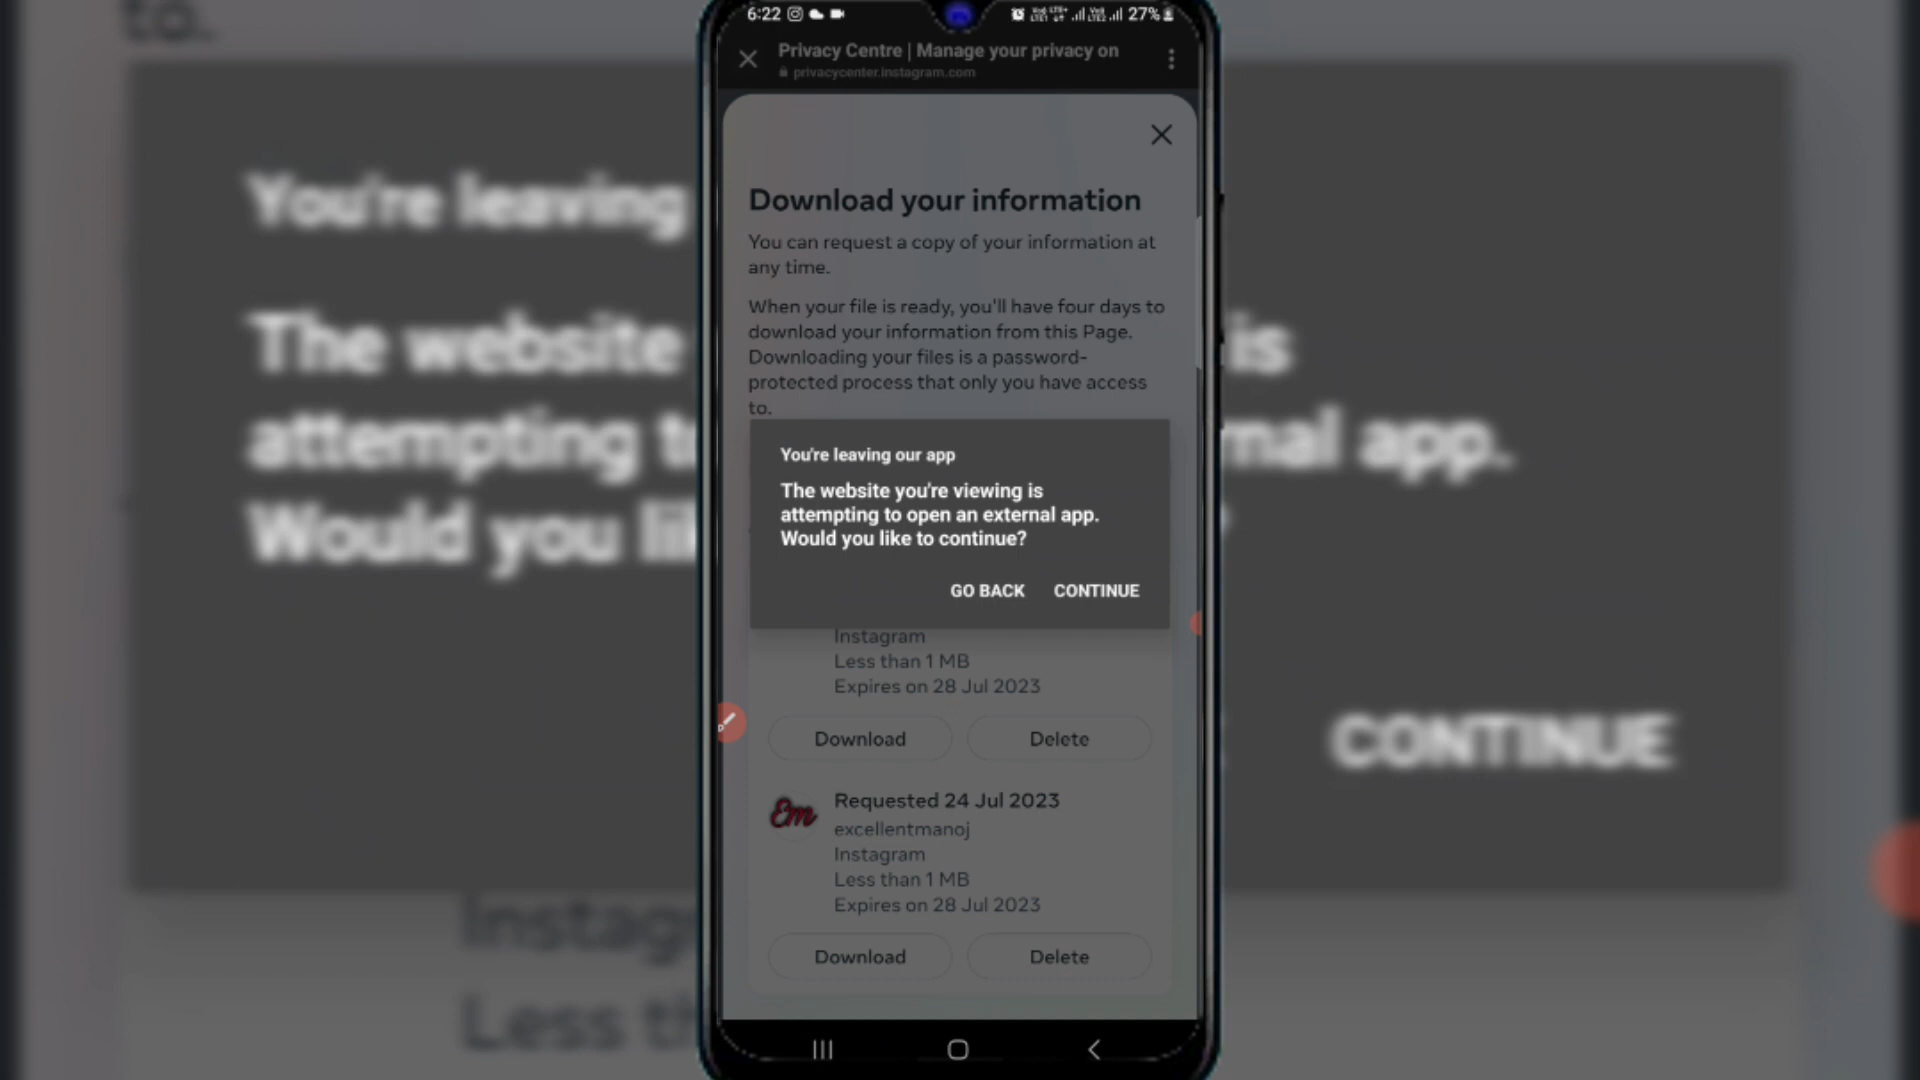 to.
6:22
27%
Privacy Centre | Manage your privacy on
privacycenter.instagram.com
Download your information
You can request a copy of your information at
any time.
When your file is ready, you'll have four days to
download your information from this Page.
Downloading your files is a password-
protected process that only you have access
to.
You're leaving our app
The website you're viewing is
attempting to open an external app.
Would you like to continue?
GO BACK CONTINUE
Instagram
Less than 1 MB
Expires on 28 Jul 2023
Download Delete
Em
Requested 24 Jul 2023
excellentmanoj
Instagram
Less than 1 MB
Expires on 28 Jul 2023
Download Delete
You're leaving
The website is
attempting
app.
Would you
CONTINUE